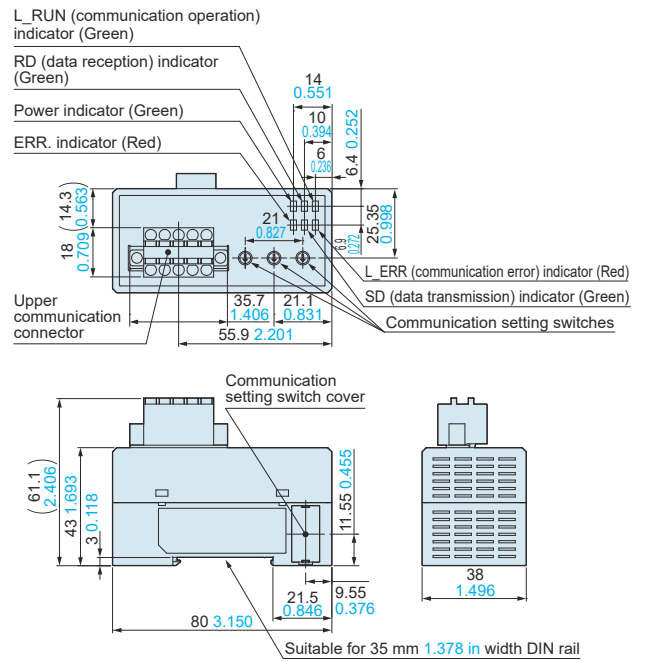 L_RUN (communication operation)
indicator (Green)
RD (data reception) indicator
(Green)
Power indicator (Green)
ERR. indicator (Red)
14
0.551
10
0.394
6
0.236
6.4 0.252
(14.3)
(0.563)
18
0.709
21
0.827
6.9
0.272
25.35
0.998
L_ERR (communication error) indicator (Red)
SD (data transmission) indicator (Green)
Communication setting switches
Upper
communication
connector
35.7
1.406
21.1
0.831
55.9 2.201
Communication
setting switch cover
(61.1)
(2.406)
43 1.693
3 0.118
11.55 0.455
9.55
0.376
21.5
0.846
80 3.150
38
1.496
Suitable for 35 mm 1.378 in width DIN rail